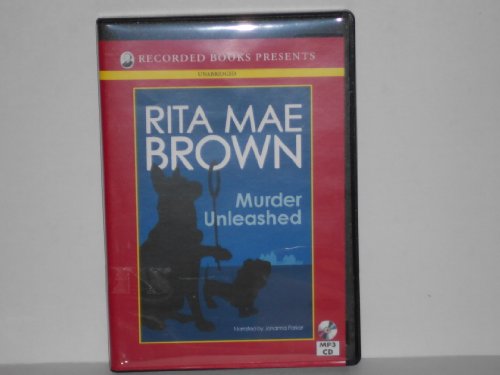 RECORDED BOOKS PRESENTS
UNABRIDGED
RITA MAE
BROWN
Murder
Unleashed
Narrated by Johanna Parker
MP3
CD